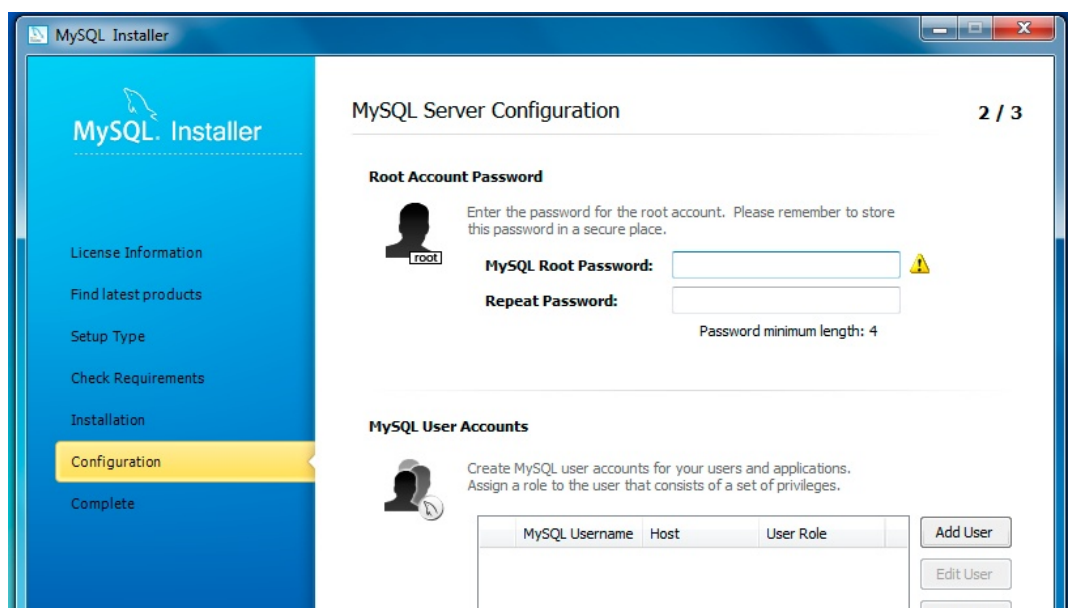 MySQL Installer
MySQL. Installer
License Information
Find latest products
Setup Type
Check Requirements
Installation
Configuration
Complete
MySQL Server Configuration
2 / 3
Root Account Password
root
Enter the password for the root account. Please remember to store
this password in a secure place.
MySQL Root Password:
Repeat Password:
Password minimum length: 4
MySQL User Accounts
Create MySQL user accounts for your users and applications.
Assign a role to the user that consists of a set of privileges.
MySQL Username Host User Role
Add User
Edit User